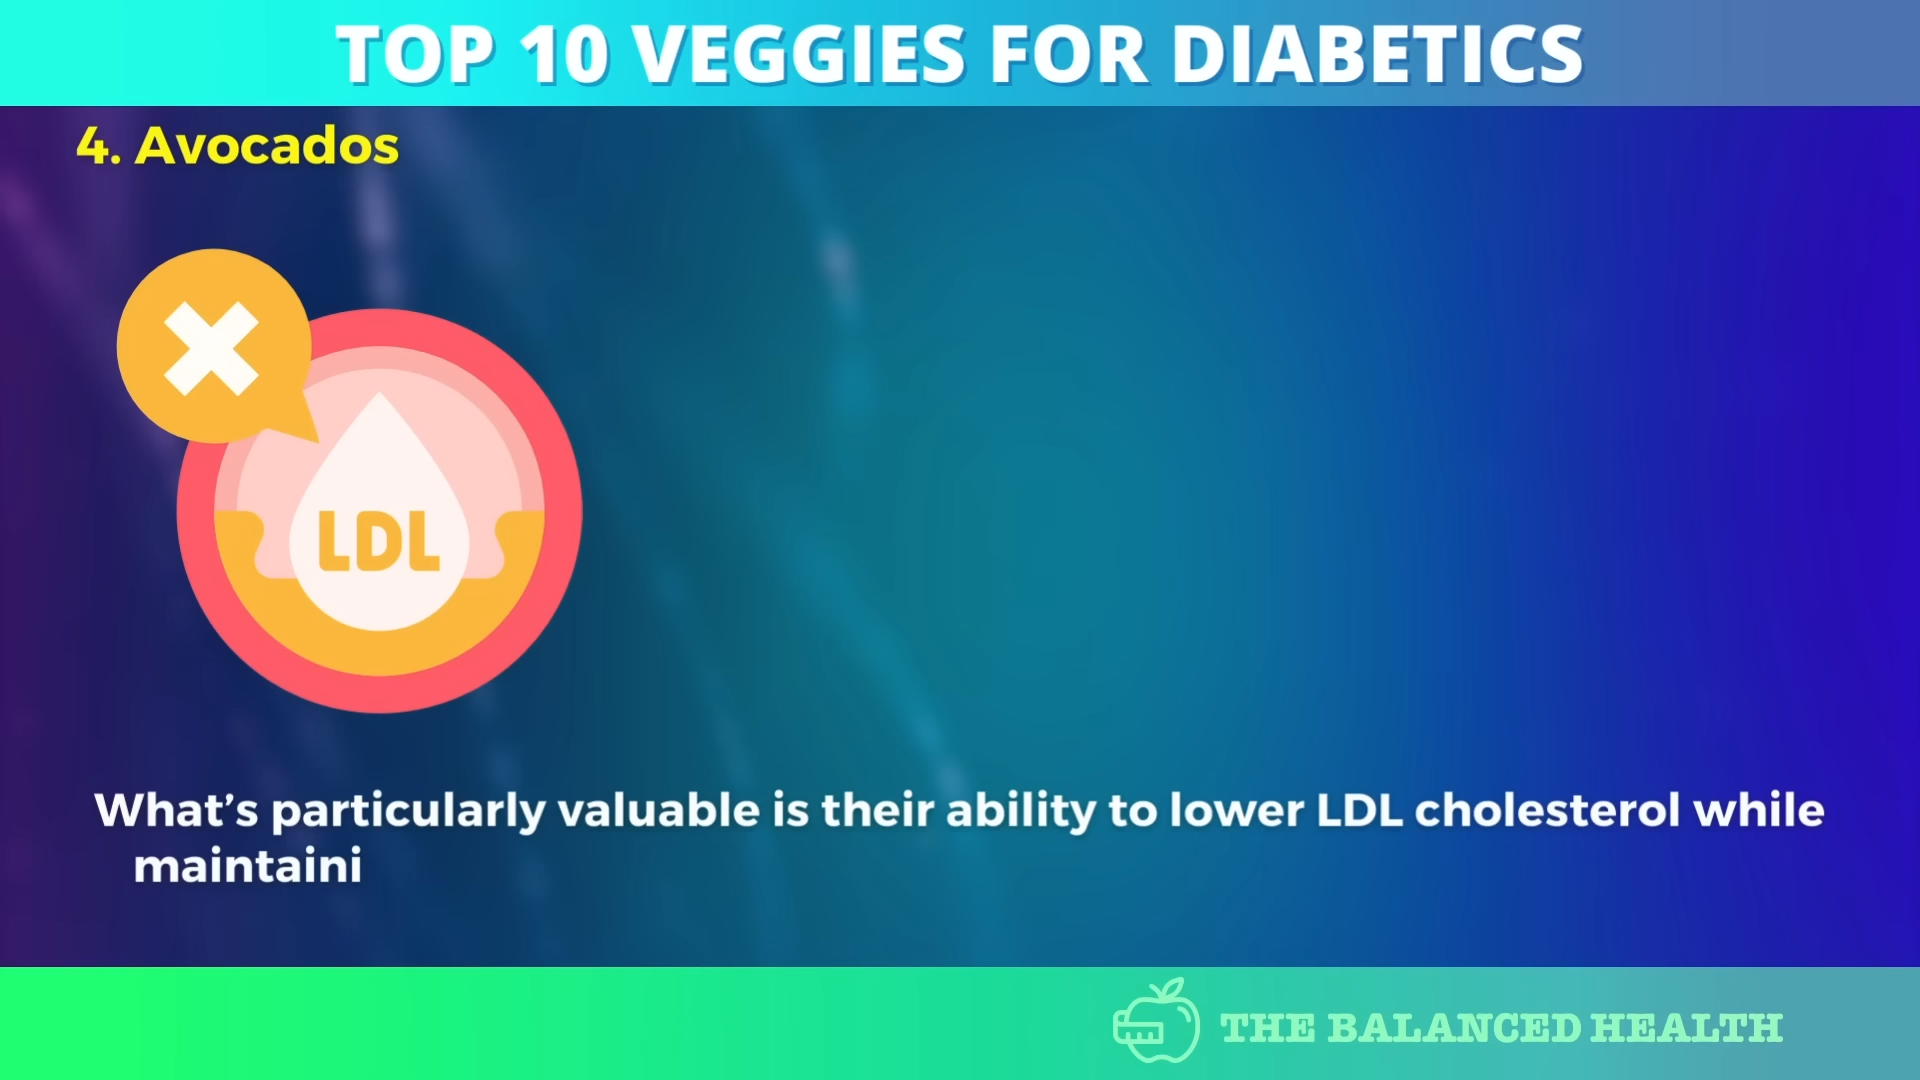 TOP 10 VEGGIES FOR DIABETICS
4. Avocados
LDL
What's particularly valuable is their ability to lower LDL cholesterol while
maintaini
THE BALANCED HEALTH